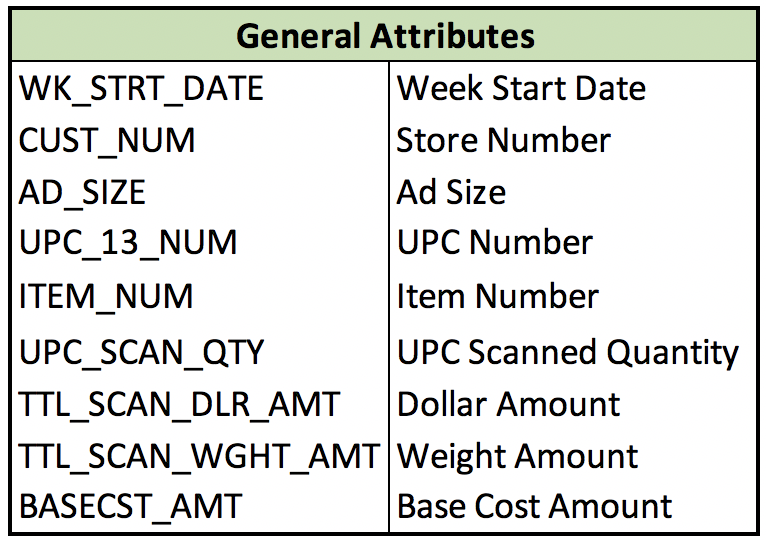 General Attributes
WK_STRT_DATE Week Start Date
CUST_NUM Store Number
AD_SIZE Ad Size
UPC_13_NUM UPC Number
ITEM_NUM Item Number
UPC_SCAN_QTY UPC Scanned Quantity
TTL_SCAN_DLR_AMT Dollar Amount
TTL_SCAN_WGHT_AMT Weight Amount
BASECST_AMT Base Cost Amount